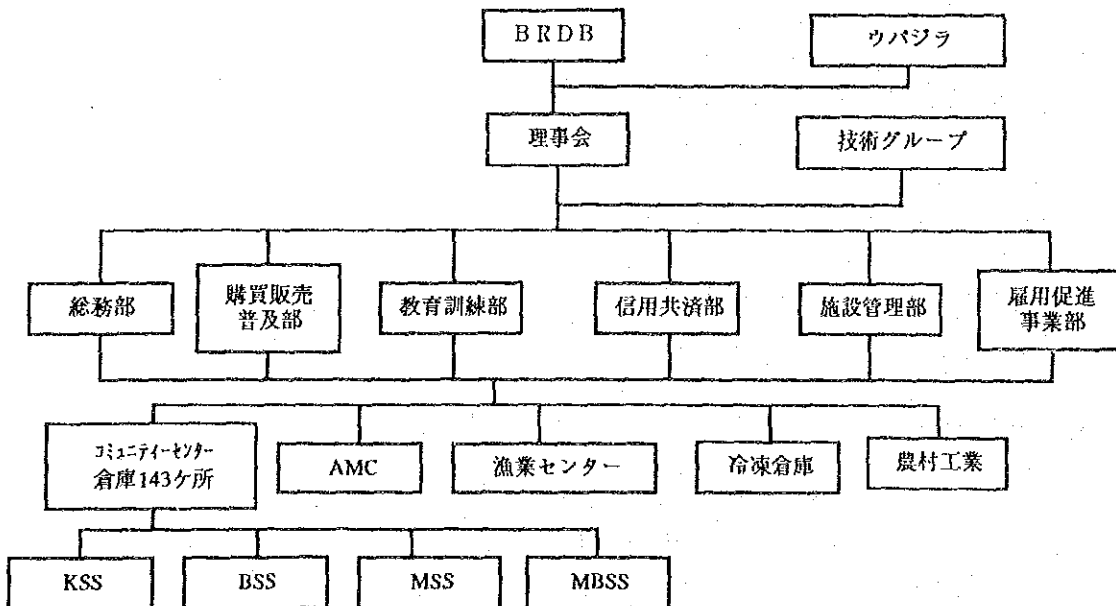 BRDB
ウパジラ
理事会
技術グループ
総務部
購買販売
普及部
教育訓練部
信用共済部
施設管理部
雇用促進
事業部
コミュニティーセンター
倉庫143ケ所
AMC
漁業センター
冷凍倉庫
農村工業
KSS
BSS
MSS
MBSS